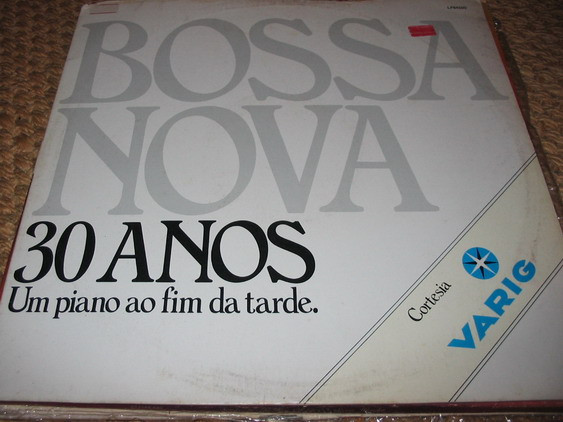 BOSSA
NOVA
30 ANOS
Um piano ao fim da tarde.
Cortesia
VARIG